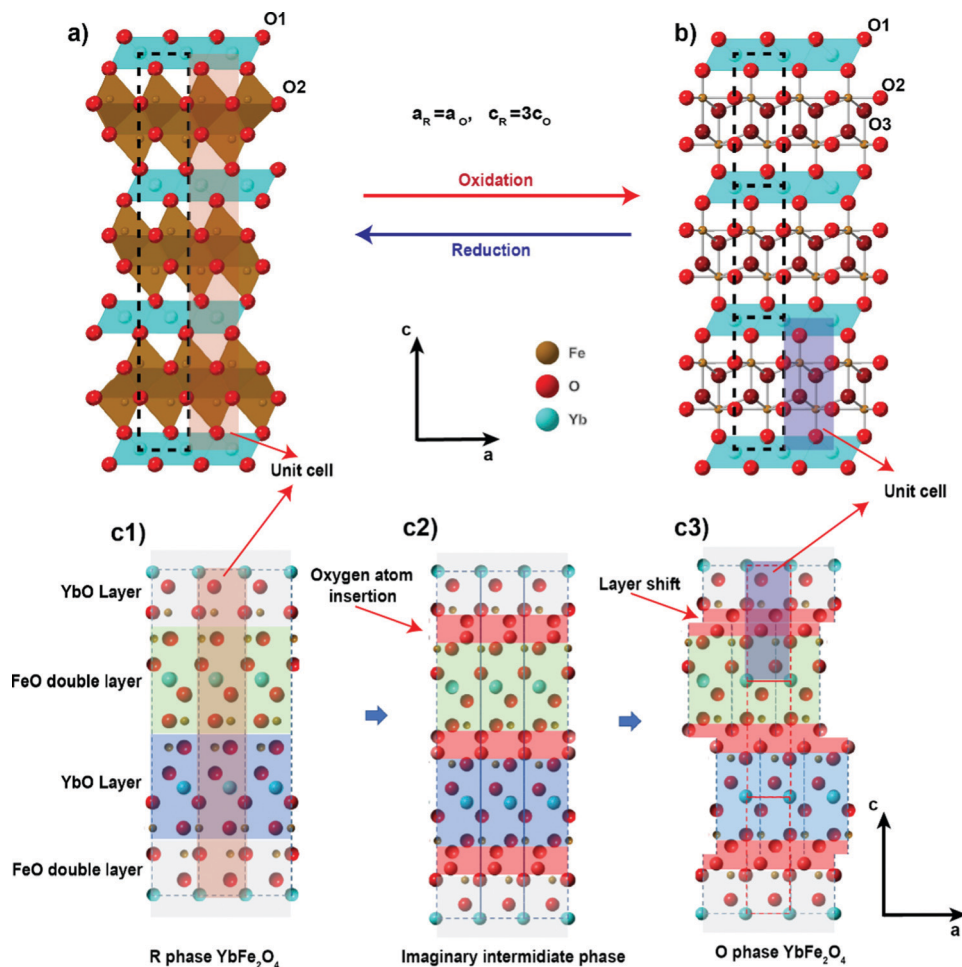 a)
O1
O2
b)
O1
O2
O3
a_R=a_O, c_R=3c_O
Oxidation
Reduction
c
a
Fe
O
Yb
Unit cell
Unit cell
c1)
c2)
c3)
YbO Layer
FeO double layer
YbO Layer
FeO double layer
Oxygen atom
insertion
Layer shift
c
a
R phase YbFe₂O₄
Imaginary intermidiate phase
O phase YbFe₂O₄